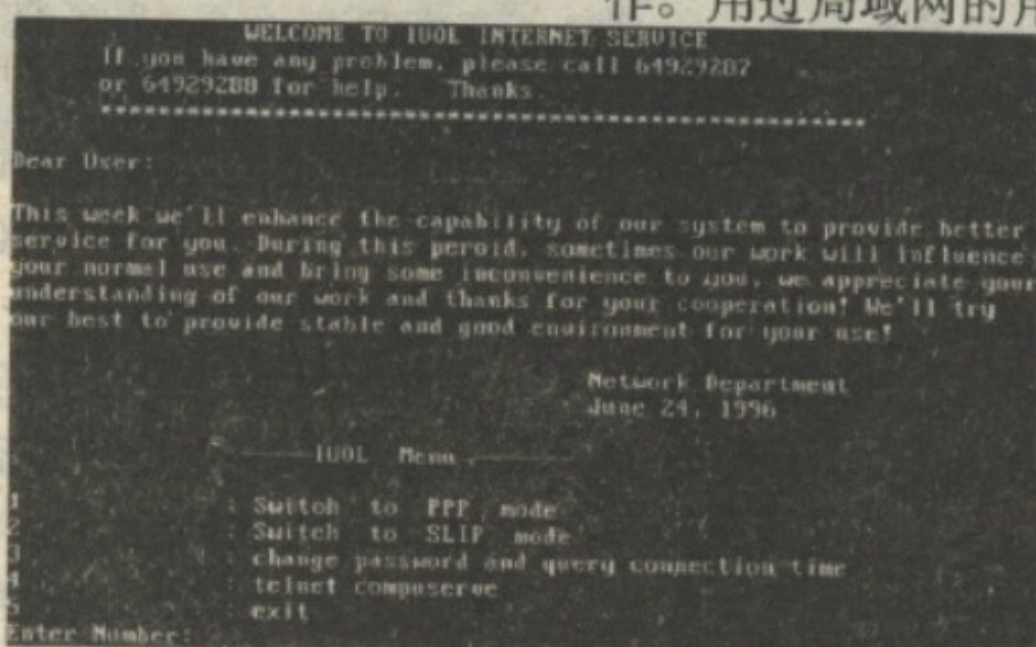 作。用过局域网的用
WELCOME TO IUOL INTERNET SERVICE
If you have any problem, please call 64929287
or 64929288 for help. Thanks
Dear User:
This week we'll enhance the capability of our system to provide better
service for you. During this peroid, sometimes our work will influence
your normal use and bring some inconvenience to you, we appreciate your
understanding of our work and thanks for your cooperation! We'll try
our best to provide stable and good environment for your use!
Network Department
June 24, 1996
IUOL Menu
1 : Switch to PPP mode
2 : Switch to SLIP mode
3 : change password and query connection time
4 : telnet compuserve
5 : exit
Enter Number: